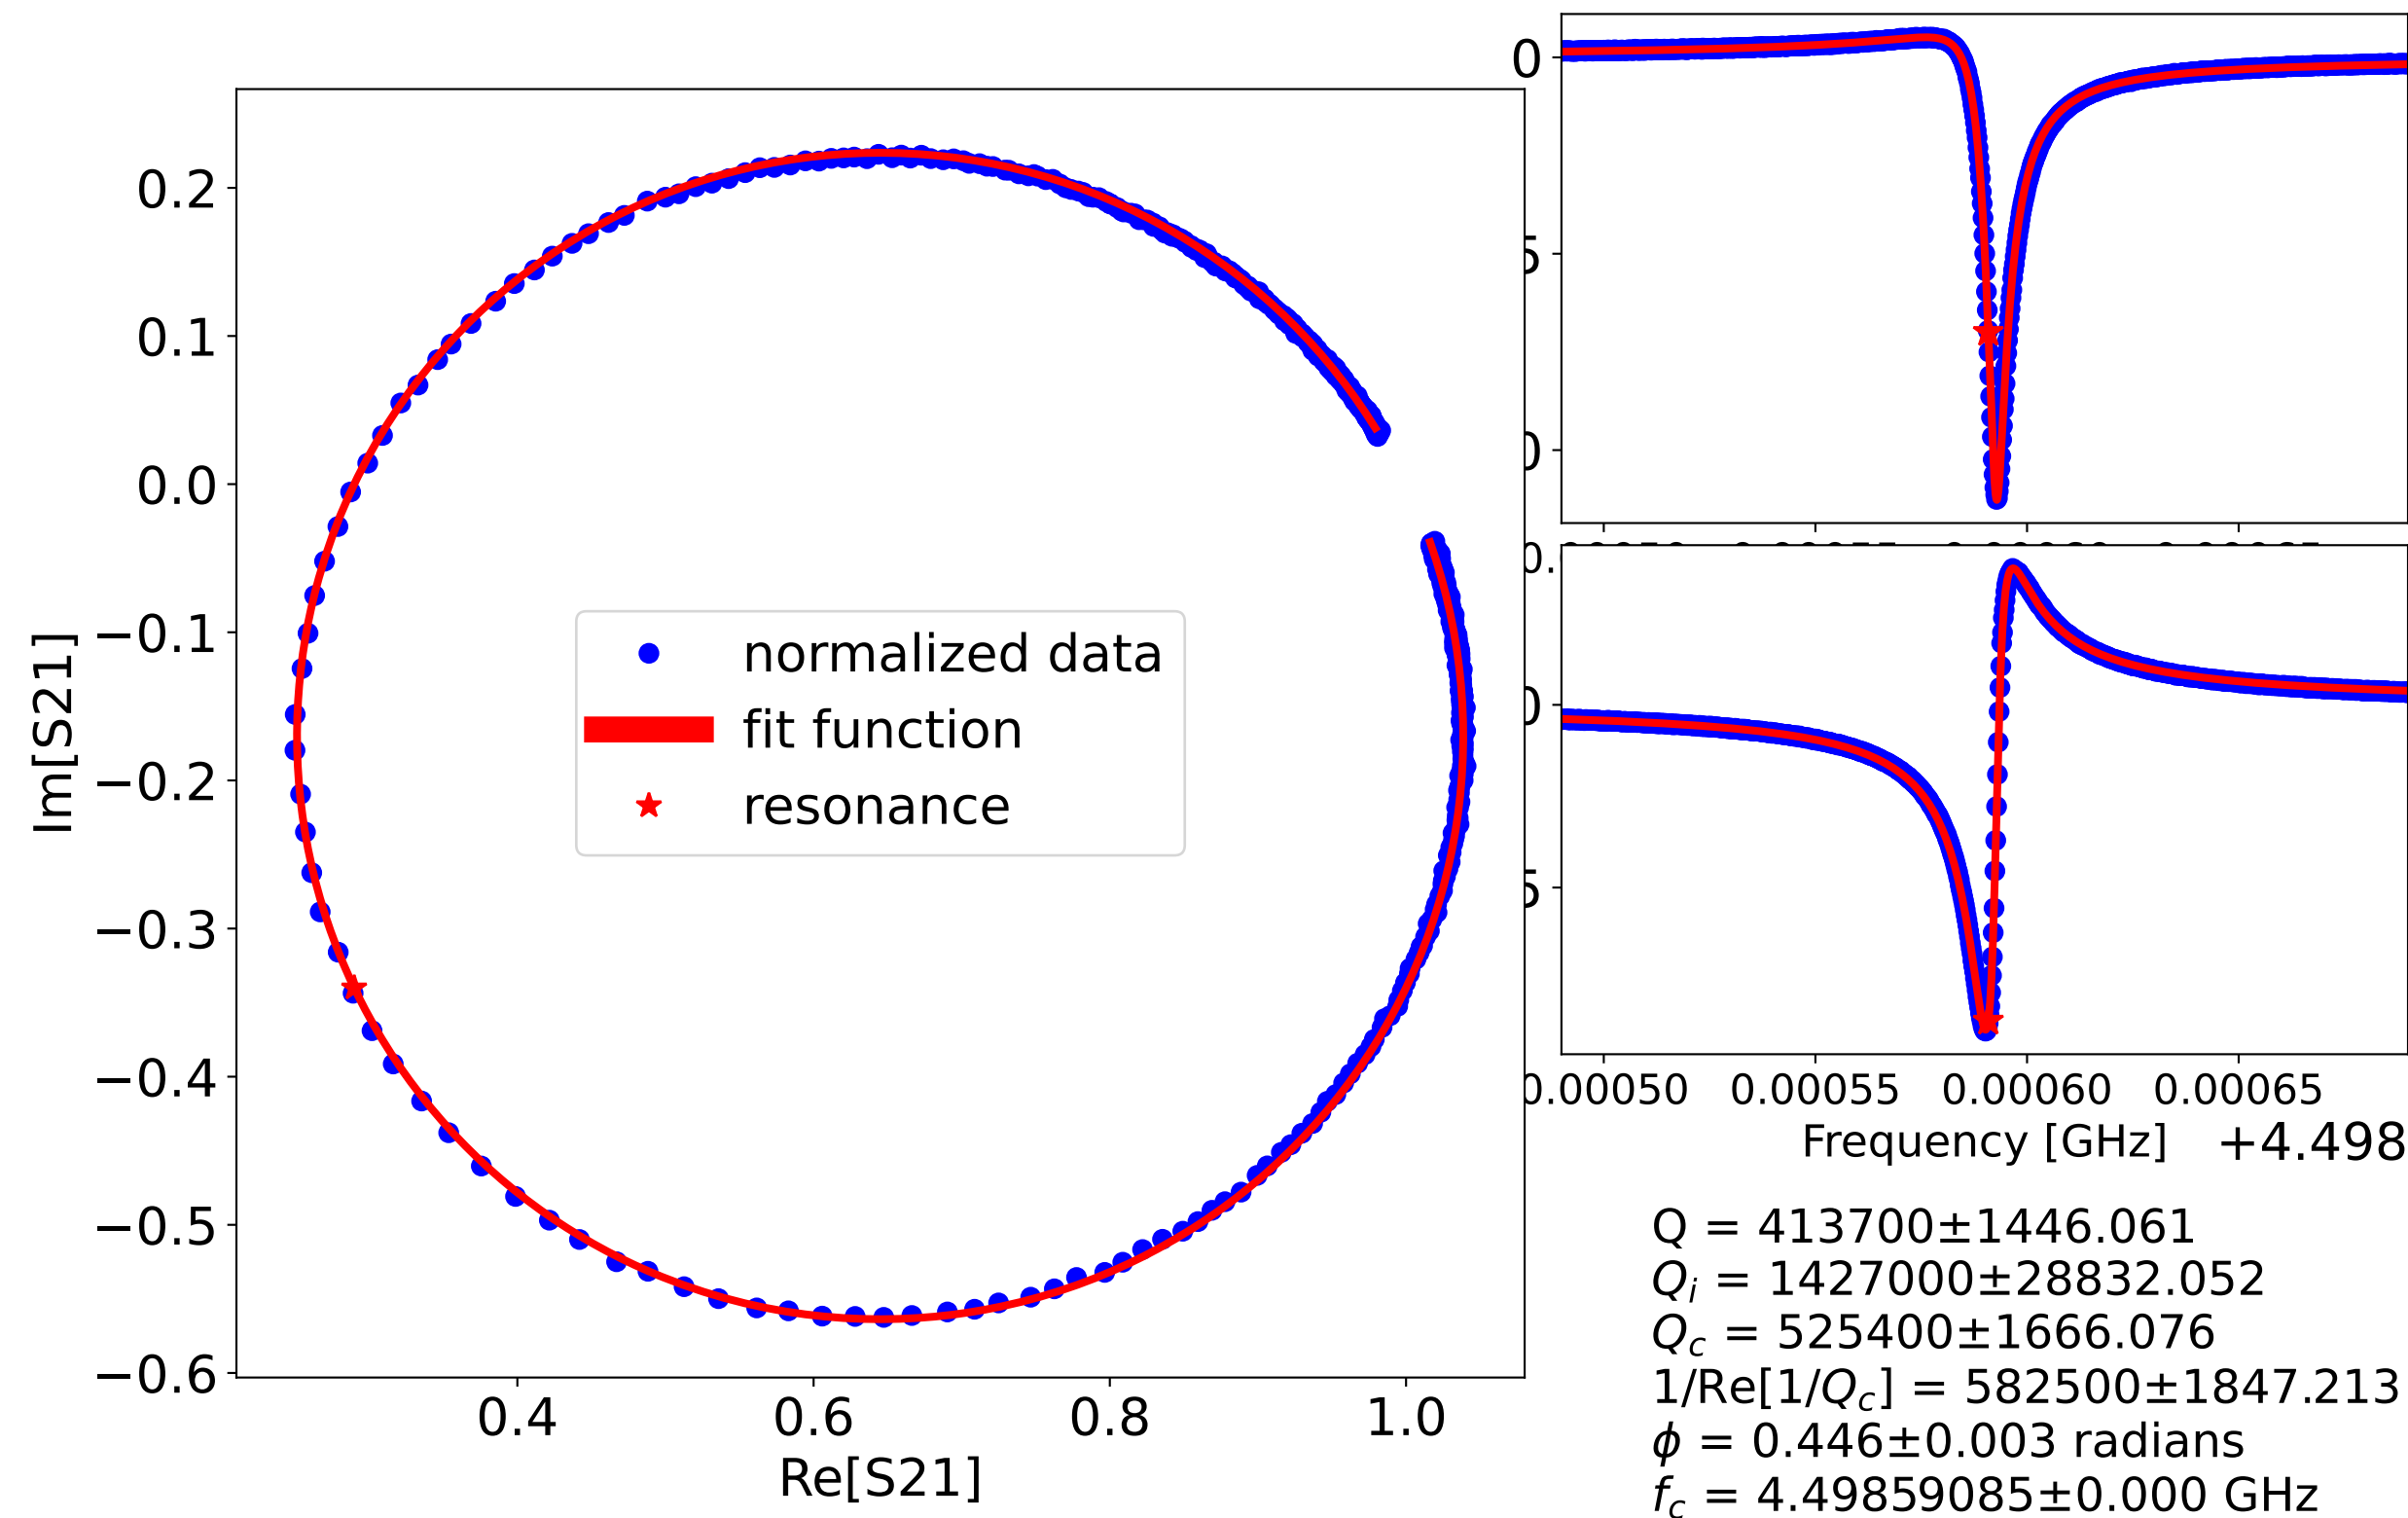 0.2
0.1
0.0
−0.1
−0.2
−0.3
−0.4
−0.5
−0.6
Im[S21]
0.4 0.6 0.8 1.0
Re[S21]
normalized data
fit function
resonance
0
5
0
0
5
0.00050 0.00055 0.00060 0.00065
Frequency [GHz] +4.498
Q = 413700±1446.061
Q_i = 1427000±28832.052
Q_c = 525400±1666.076
1/Re[1/Q_c] = 582500±1847.213
ϕ = 0.446±0.003 radians
f_c = 4.49859085±0.000 GHz